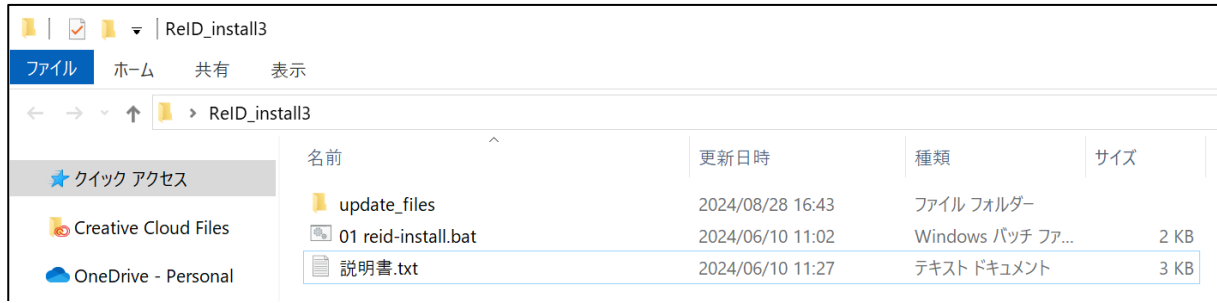 ReID_install3
ファイル ホーム 共有 表示
ReID_install3
名前 更新日時 種類 サイズ
クイック アクセス
update_files 2024/08/28 16:43 ファイル フォルダー
Creative Cloud Files
01 reid-install.bat 2024/06/10 11:02 Windows バッチ ファ... 2 KB
OneDrive - Personal
説明書.txt 2024/06/10 11:27 テキスト ドキュメント 3 KB